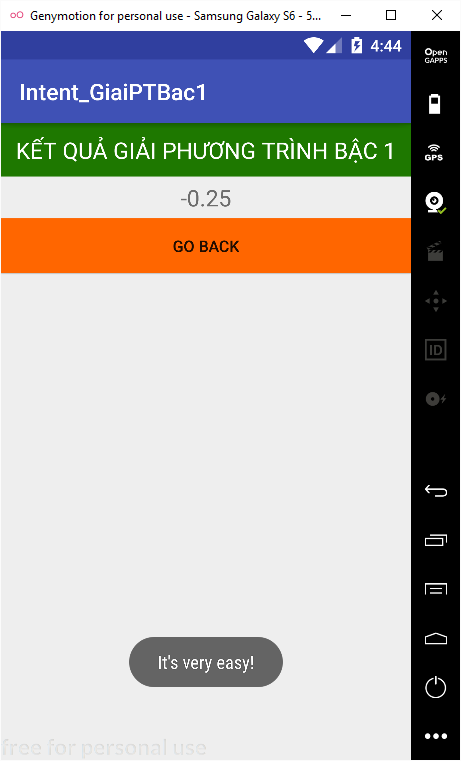 Genymotion for personal use - Samsung Galaxy S6 - 5...
Open
GAPPS
4:44
Intent_GiaiPTBac1
GPS
KẾT QUẢ GIẢI PHƯƠNG TRÌNH BẬC 1
-0.25
GO BACK
ID
It's very easy!
free for personal use